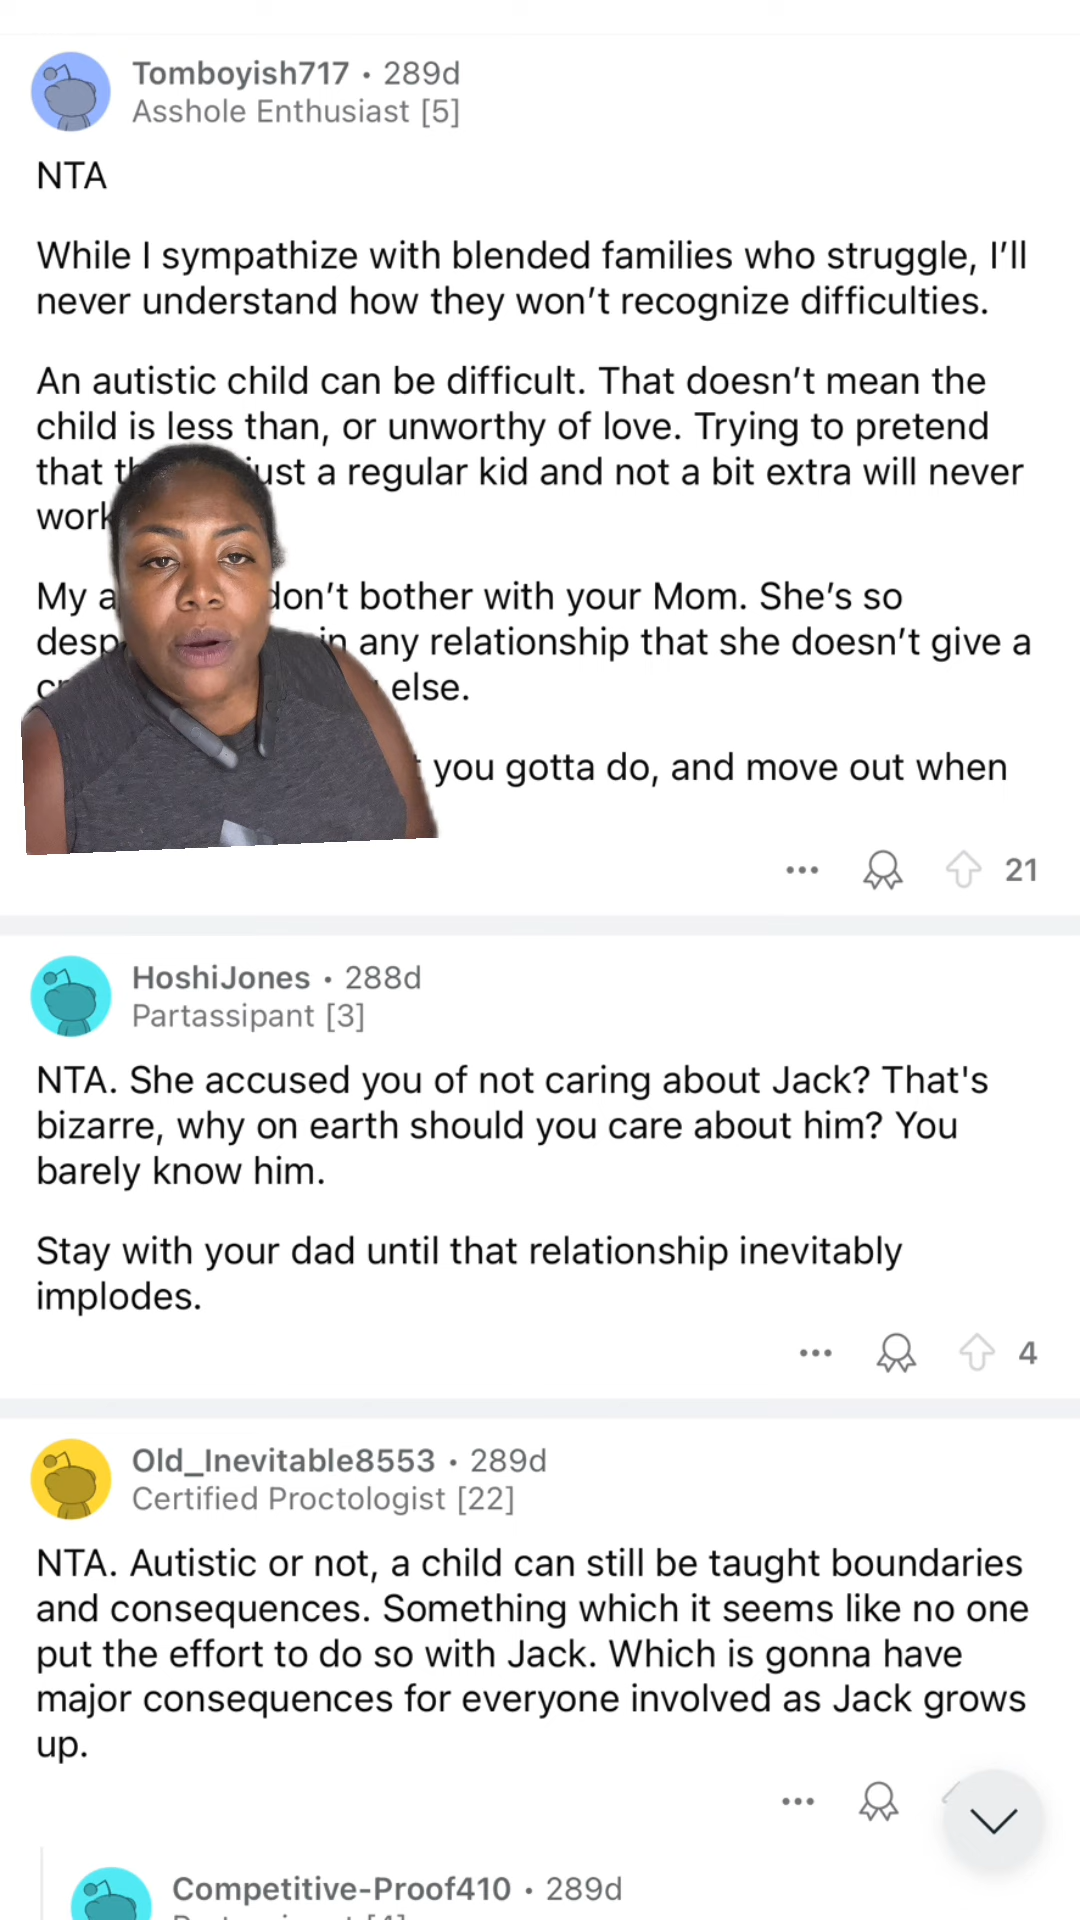 Tomboyish717 • 289d
Asshole Enthusiast [5]
NTA
While I sympathize with blended families who struggle, I’ll
never understand how they won’t recognize difficulties.
An autistic child can be difficult. That doesn’t mean the
child is less than, or unworthy of love. Trying to pretend
that just a regular kid and not a bit extra will never
work
My don’t bother with your Mom. She’s so
in any relationship that she doesn’t give a
else.
you gotta do, and move out when
21
HoshiJones • 288d
Partassipant [3]
NTA. She accused you of not caring about Jack? That's
bizarre, why on earth should you care about him? You
barely know him.
Stay with your dad until that relationship inevitably
implodes.
4
Old_Inevitable8553 • 289d
Certified Proctologist [22]
NTA. Autistic or not, a child can still be taught boundaries
and consequences. Something which it seems like no one
put the effort to do so with Jack. Which is gonna have
major consequences for everyone involved as Jack grows
up.
Competitive-Proof410 • 289d